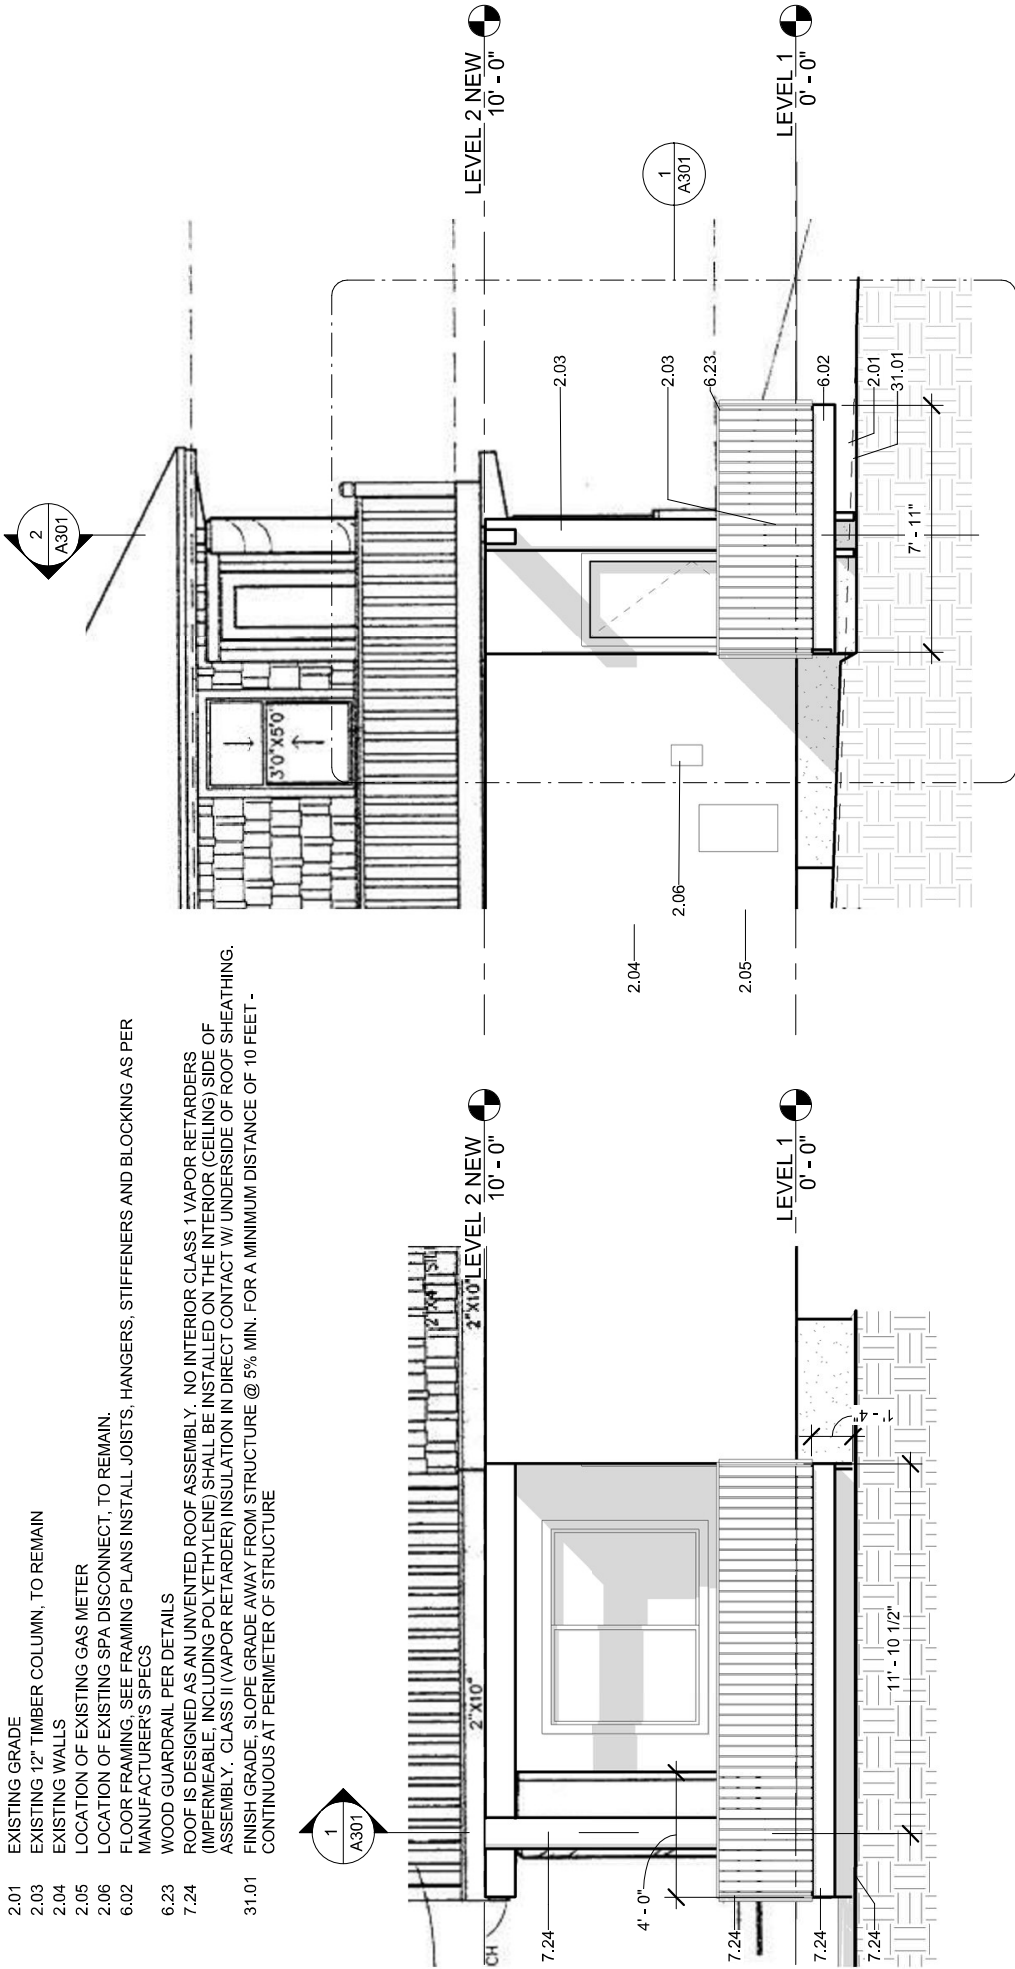 2.01 EXISTING GRADE
2.03 EXISTING 12" TIMBER COLUMN, TO REMAIN
2.04 EXISTING WALLS
2.05 LOCATION OF EXISTING GAS METER
2.06 LOCATION OF EXISTING SPA DISCONNECT, TO REMAIN.
6.02 FLOOR FRAMING, SEE FRAMING PLANS INSTALL JOISTS, HANGERS, STIFFENERS AND BLOCKING AS PER
MANUFACTURER'S SPECS
6.23 WOOD GUARDRAIL PER DETAILS
7.24 ROOF IS DESIGNED AS AN UNVENTED ROOF ASSEMBLY. NO INTERIOR CLASS 1 VAPOR RETARDERS
(IMPERMEABLE, INCLUDING POLYETHYLENE) SHALL BE INSTALLED ON THE INTERIOR (CEILING) SIDE OF
ASSEMBLY. CLASS II (VAPOR RETARDER) INSULATION IN DIRECT CONTACT W/ UNDERSIDE OF ROOF SHEATHING.
31.01 FINISH GRADE, SLOPE GRADE AWAY FROM STRUCTURE @ 5% MIN. FOR A MINIMUM DISTANCE OF 10 FEET -
CONTINUOUS AT PERIMETER OF STRUCTURE
1
A301
2"X10"
2"X10"
LEVEL 2 NEW
10' - 0"
CH
7.24
4' - 0"
7.24
7.24
7.24
LEVEL 1
0' - 0"
1' - 4"
11' - 10 1/2"
2
A301
3'0"X5'0"
LEVEL 2 NEW
10' - 0"
2.03
2.04
2.06
2.05
2.03
6.23
1
A301
LEVEL 1
0' - 0"
6.02
2.01
31.01
7' - 11"